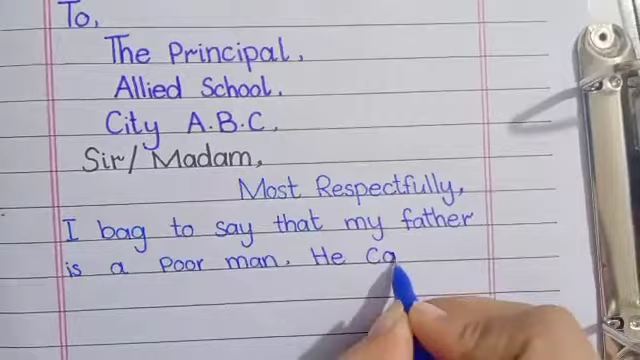 To,
The Principal,
Allied School.
City A.B.C.
Sir/Madam,
Most Respectfully,
I bag to say that my father
is a Poor man. He Ca